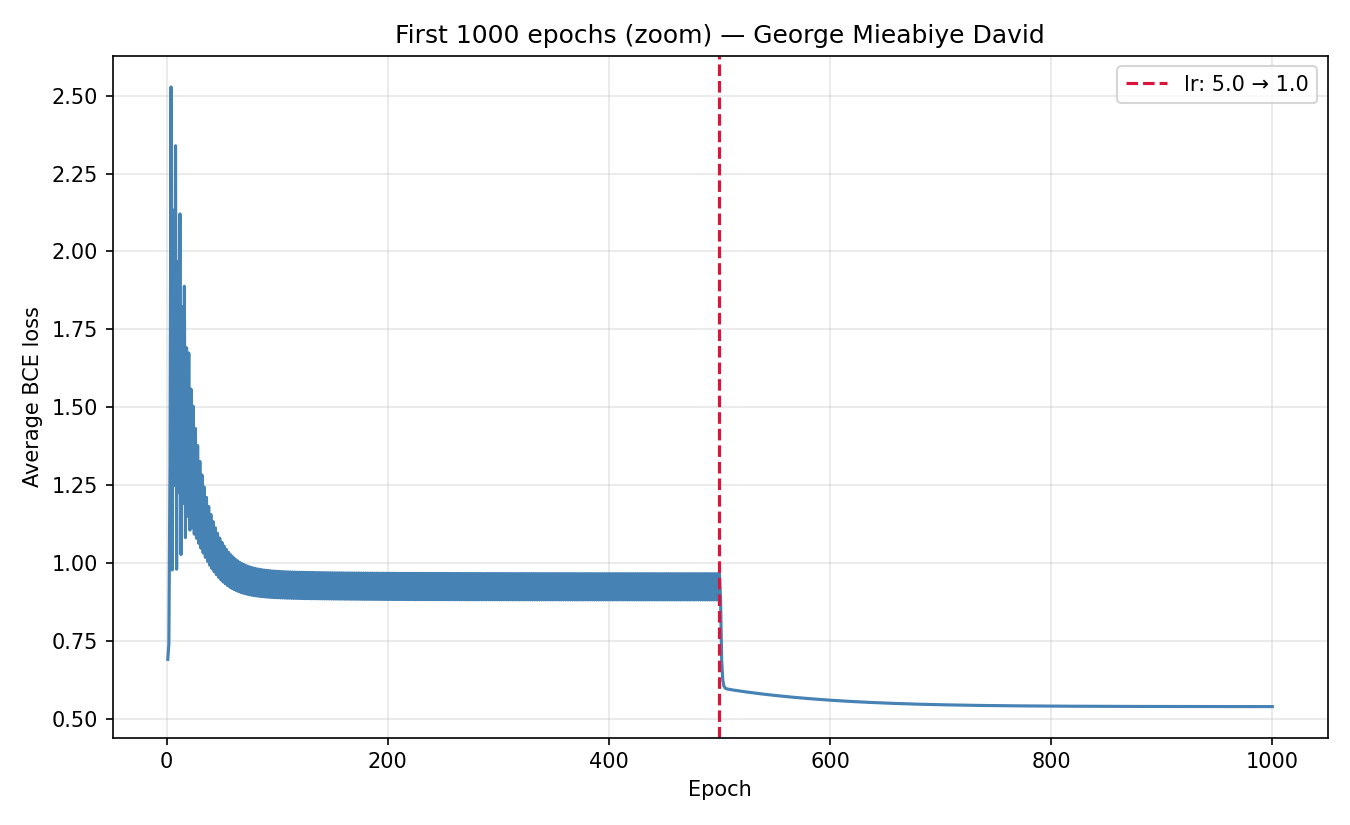 First 1000 epochs (zoom) — George Mieabiye David
lr: 5.0 → 1.0
Average BCE loss
2.50
2.25
2.00
1.75
1.50
1.25
1.00
0.75
0.50
0 200 400 600 800 1000
Epoch